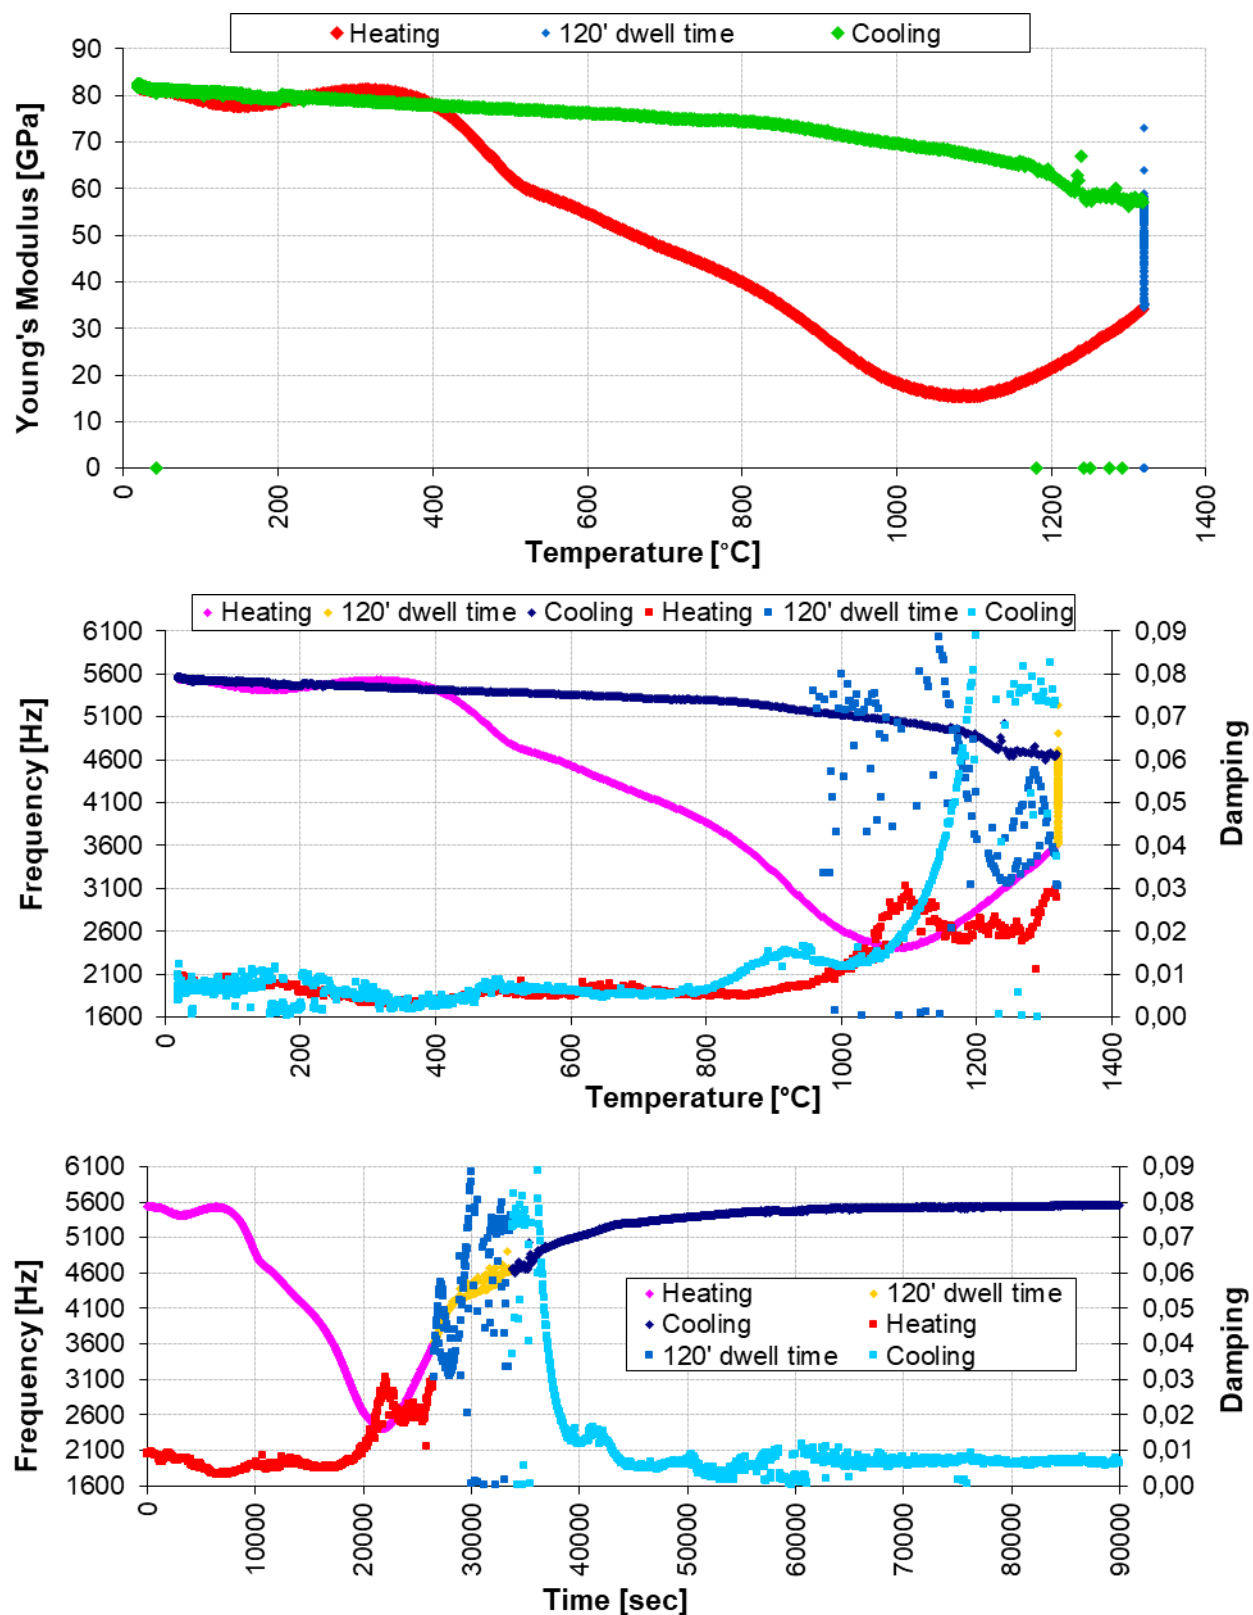 Heating 120' dwell time Cooling
90
80
70
60
50
40
30
20
10
0
Young's Modulus [GPa]
0 200 400 600 800 1000 1200 1400
Temperature [°C]
Heating 120' dwell time Cooling Heating 120' dwell time Cooling
6100 0,09
5600 0,08
5100 0,07
4600 0,06
4100 0,05
3600 0,04
3100 0,03
2600 0,02
2100 0,01
1600 0,00
Frequency [Hz]
Damping
0 200 400 600 800 1000 1200 1400
Temperature [ºC]
6100 0,09
5600 0,08
5100 0,07
4600 0,06
4100 0,05
3600 0,04
3100 0,03
2600 0,02
2100 0,01
1600 0,00
Frequency [Hz]
Damping
Heating 120' dwell time
Cooling Heating
120' dwell time Cooling
0 10000 20000 30000 40000 50000 60000 70000 80000 90000
Time [sec]